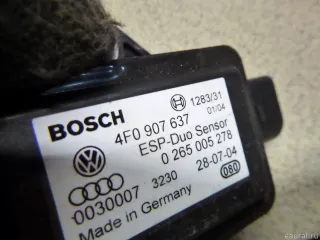 BOSCH
1283/31
01/04
4F0 907 637
ESP-Duo Sensor
0 265 005 278
0030007 3230 28-07-04
Made in Germany
080